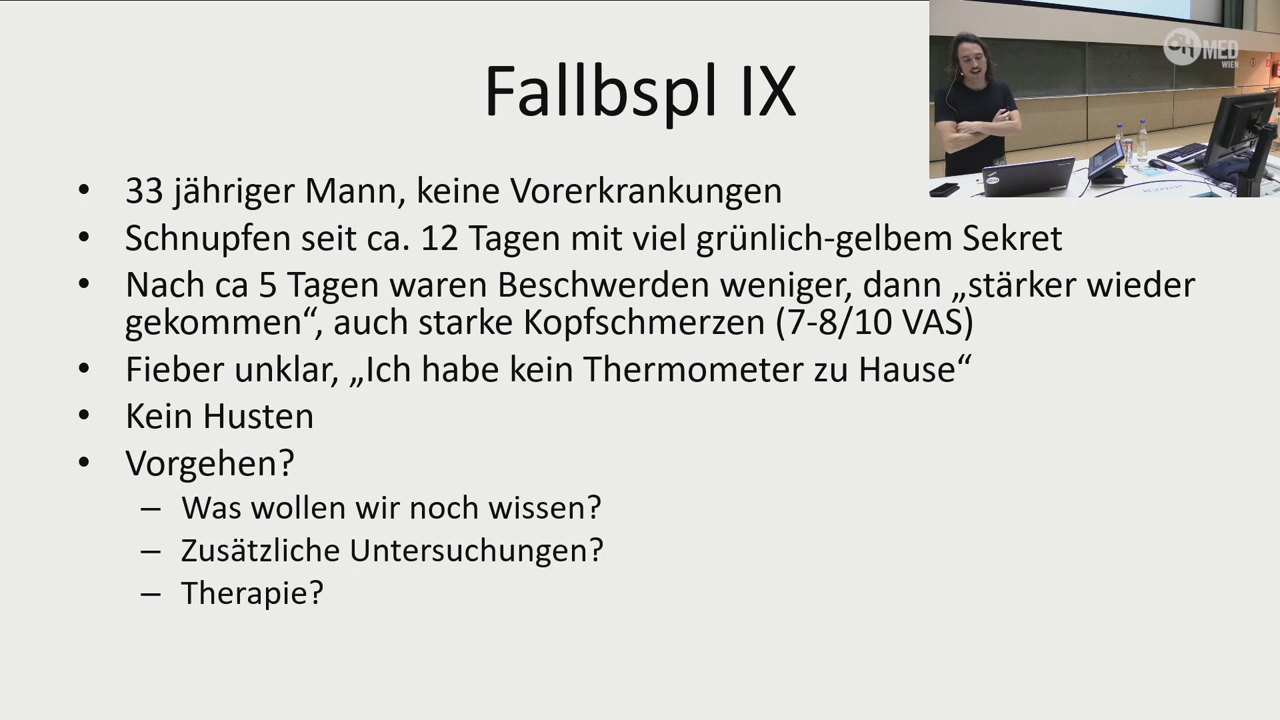 Fallbspl IX
ÖH MED
WIEN
• 33 jähriger Mann, keine Vorerkrankungen
• Schnupfen seit ca. 12 Tagen mit viel grünlich-gelbem Sekret
• Nach ca 5 Tagen waren Beschwerden weniger, dann „stärker wieder
gekommen“, auch starke Kopfschmerzen (7-8/10 VAS)
• Fieber unklar, „Ich habe kein Thermometer zu Hause“
• Kein Husten
• Vorgehen?
– Was wollen wir noch wissen?
– Zusätzliche Untersuchungen?
– Therapie?